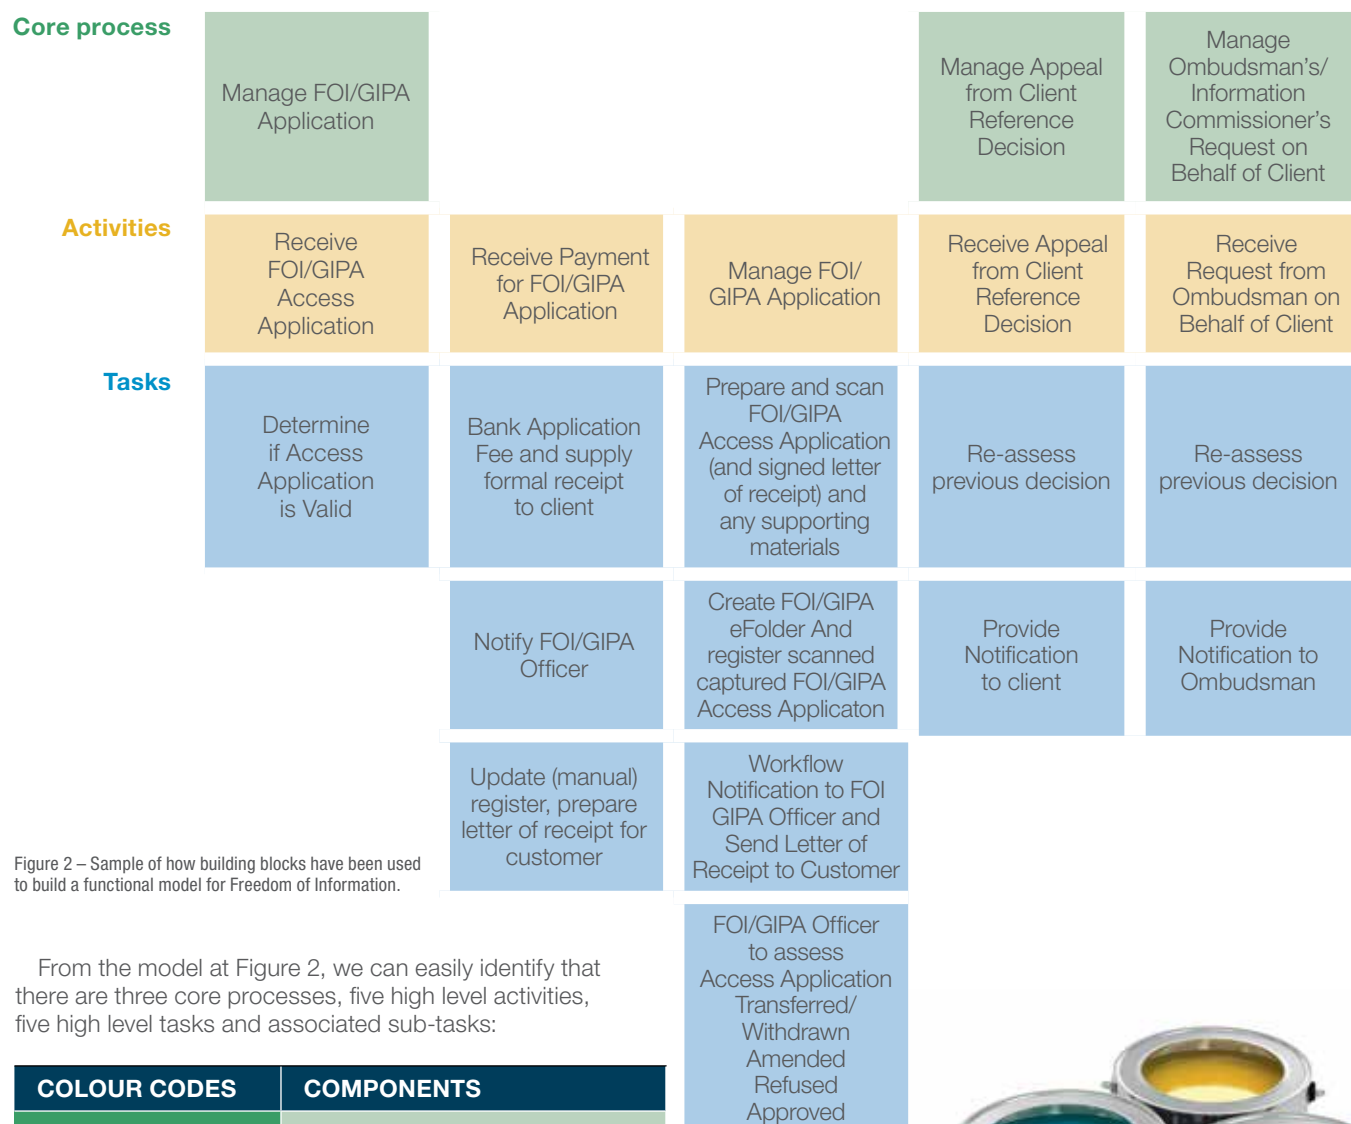 Core process
Manage FOI/GIPA
Application
Manage Appeal
from Client
Reference
Decision
Manage
Ombudsman’s/
Information
Commissioner’s
Request on
Behalf of Client
Activities
Receive
FOI/GIPA
Access
Application
Receive Payment
for FOI/GIPA
Application
Manage FOI/
GIPA Application
Receive Appeal
from Client
Reference
Decision
Receive
Request from
Ombudsman on
Behalf of Client
Tasks
Determine
if Access
Application
is Valid
Bank Application
Fee and supply
formal receipt
to client
Prepare and scan
FOI/GIPA
Access Application
(and signed letter
of receipt) and
any supporting
materials
Re-assess
previous decision
Re-assess
previous decision
Notify FOI/GIPA
Officer
Create FOI/GIPA
eFolder And
register scanned
captured FOI/GIPA
Access Applicaton
Provide
Notification
to client
Provide
Notification to
Ombudsman
Update (manual)
register, prepare
letter of receipt for
customer
Workflow
Notification to FOI
GIPA Officer and
Send Letter of
Receipt to Customer
FOI/GIPA Officer
to assess
Access Application
Transferred/
Withdrawn
Amended
Refused
Approved
Figure 2 – Sample of how building blocks have been used
to build a functional model for Freedom of Information.
From the model at Figure 2, we can easily identify that
there are three core processes, five high level activities,
five high level tasks and associated sub-tasks:
COLOUR CODES
COMPONENTS